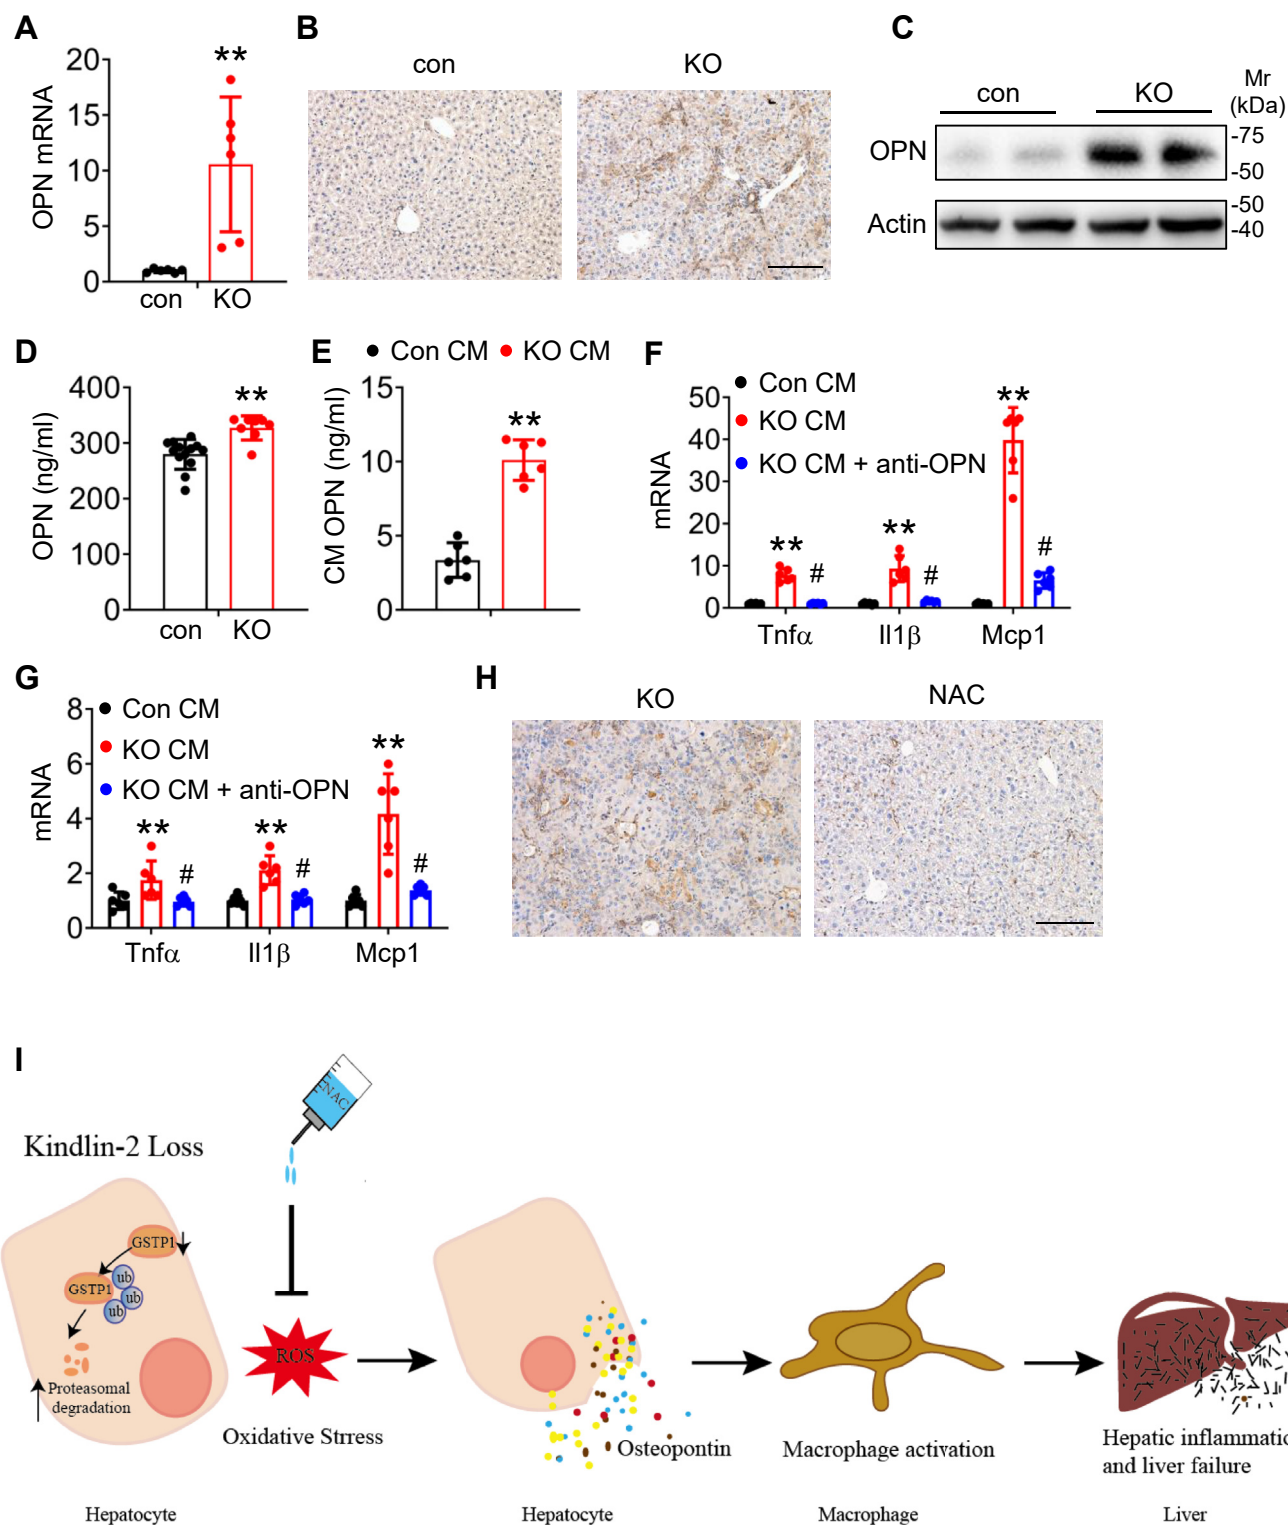 A
OPN mRNA
20
15
10
5
0
**
con
KO
B
con
KO
C
con
KO
Mr
(kDa)
OPN
-75
-50
Actin
-50
-40
D
OPN (ng/ml)
400
300
200
100
0
**
con
KO
E
Con CM
KO CM
CM OPN (ng/ml)
15
10
5
0
**
F
Con CM
KO CM
KO CM + anti-OPN
mRNA
50
40
30
20
10
0
**
#
**
#
**
#
Tnfα
Il1β
Mcp1
G
Con CM
KO CM
KO CM + anti-OPN
mRNA
8
6
4
2
0
**
#
**
#
**
#
Tnfα
Il1β
Mcp1
H
KO
NAC
I
NAC
Kindlin-2 Loss
GSTP1
GSTP1
ub
ub
ub
Proteasomal
degradation
ROS
Oxidative Strress
Osteopontin
Macrophage activation
Hepatic inflammatio
and liver failure
Hepatocyte
Hepatocyte
Macrophage
Liver